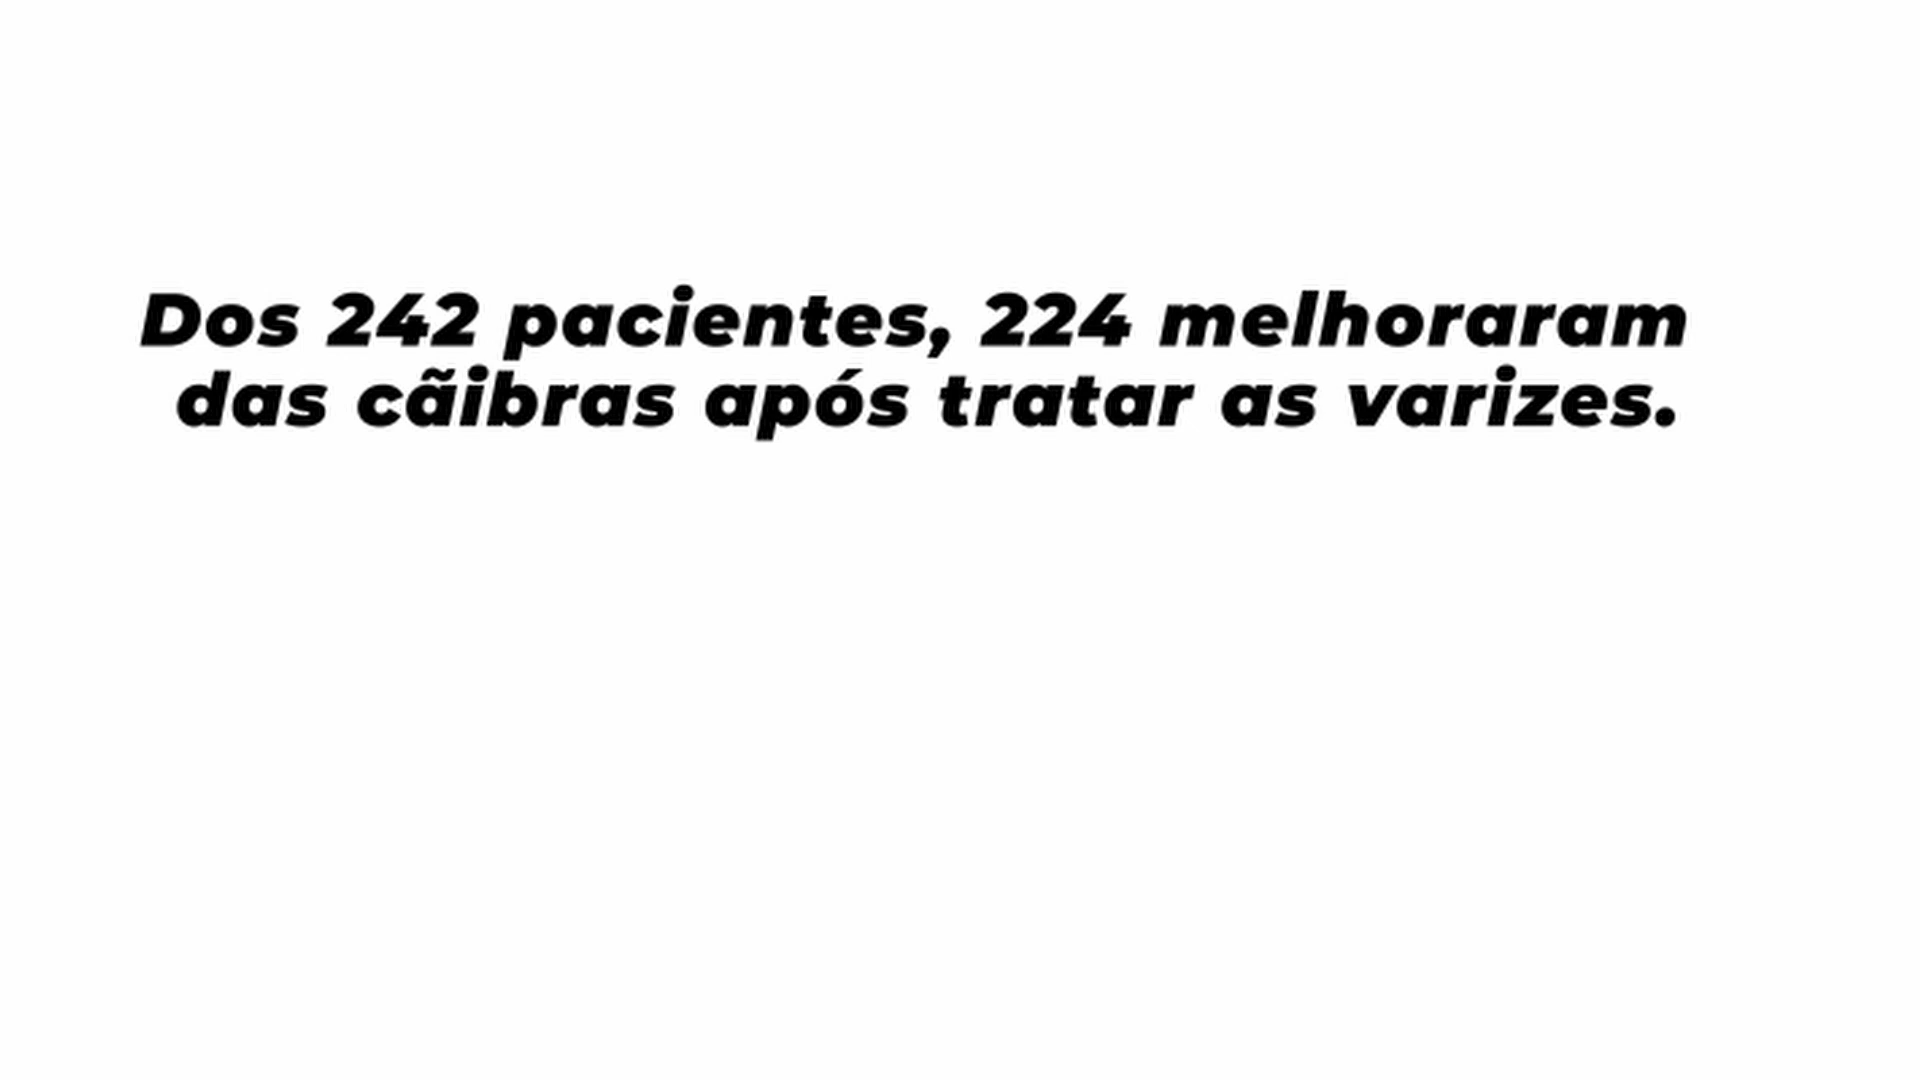 Dos 242 pacientes, 224 melhoraram
das cãibras após tratar as varizes.